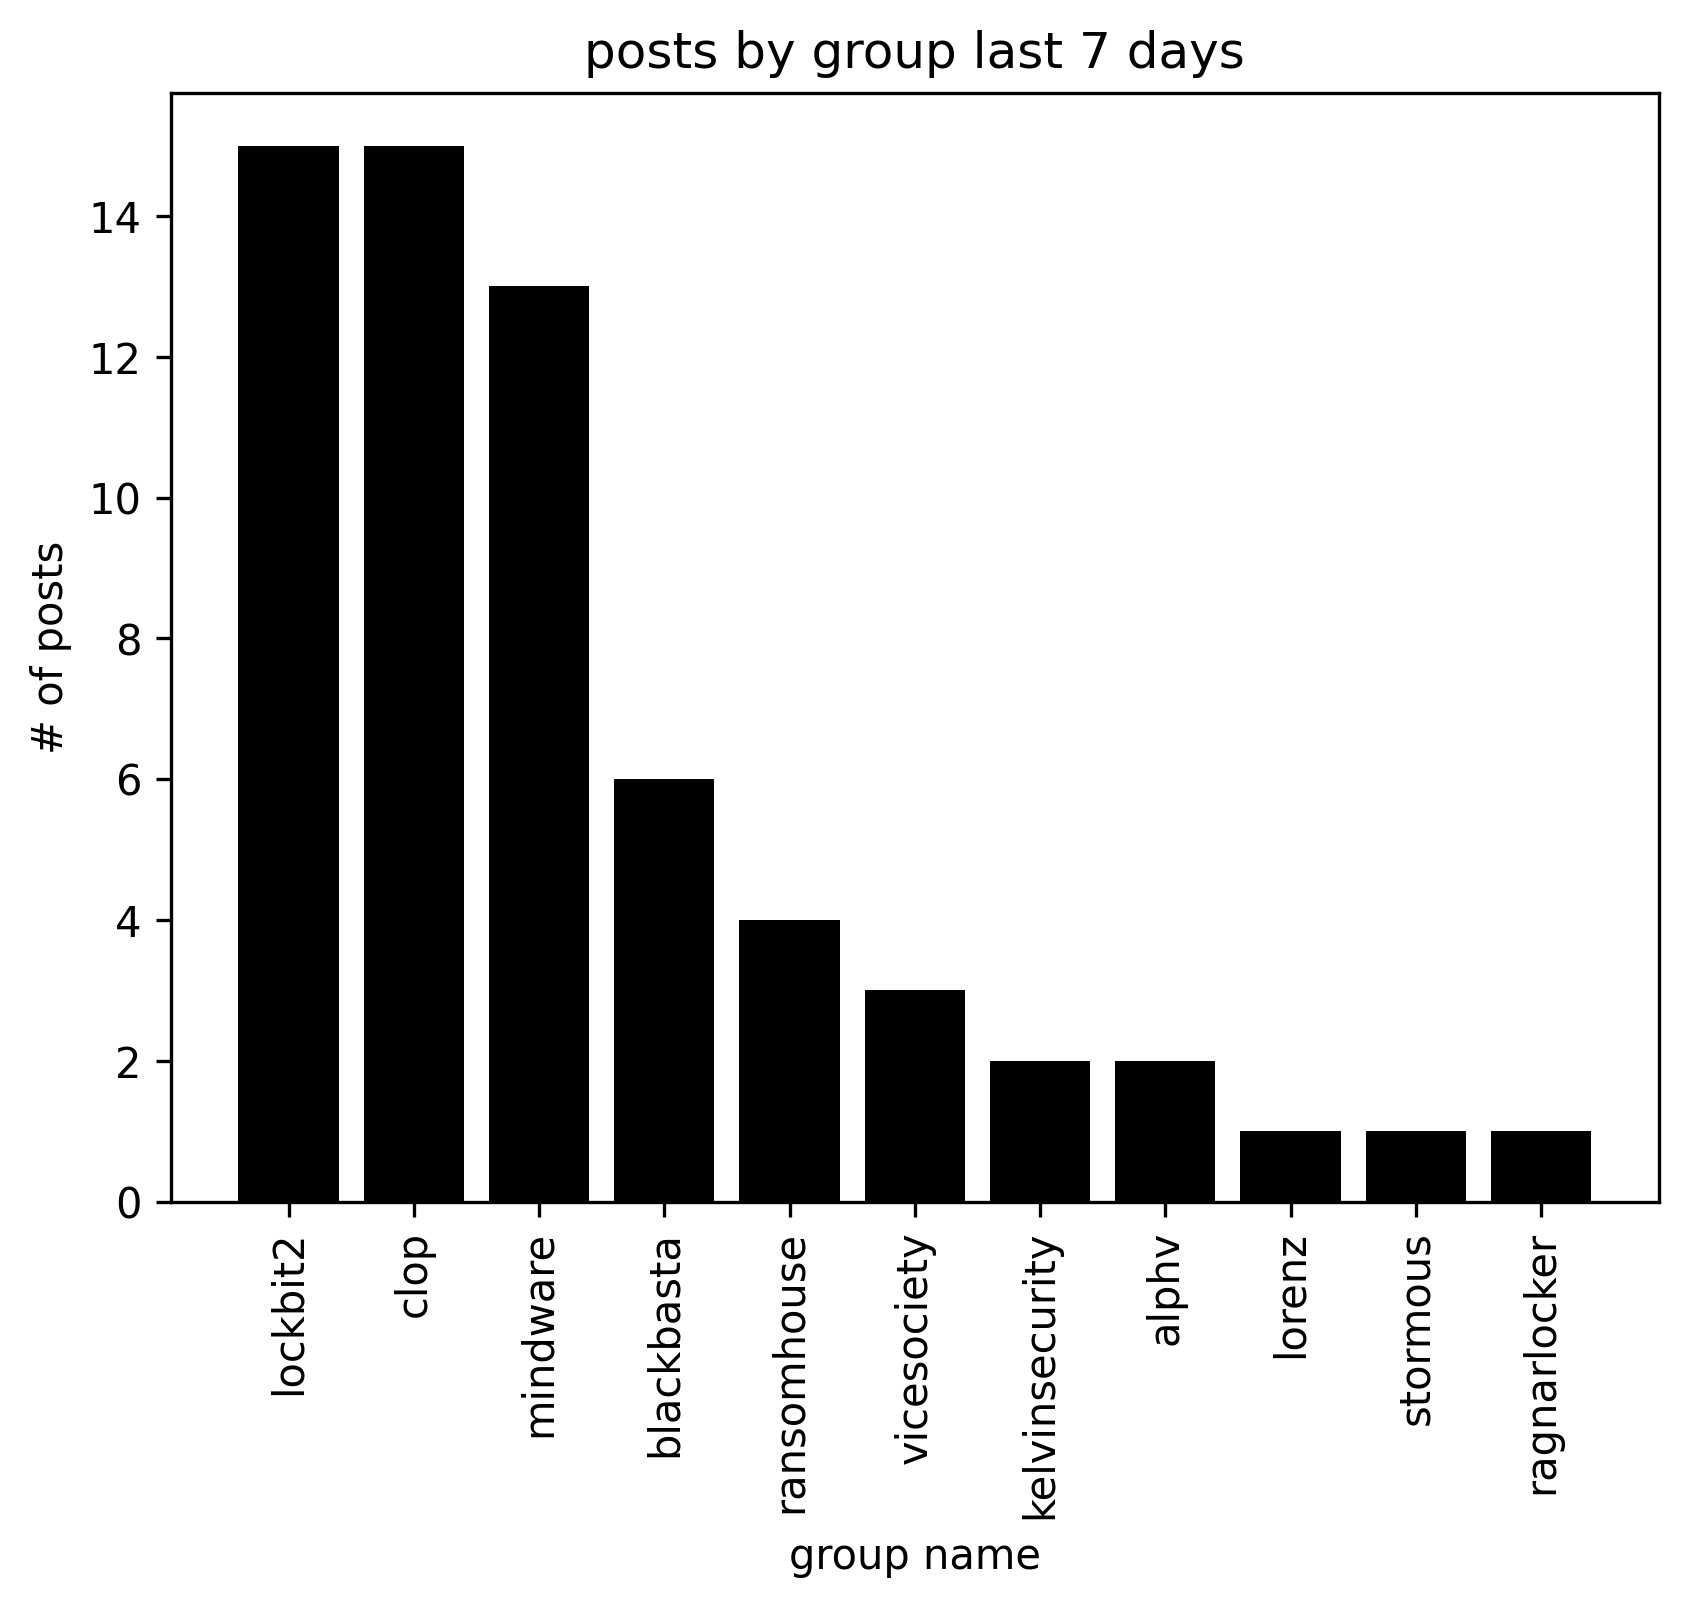 posts by group last 7 days
# of posts
14
12
10
8
6
4
2
0
lockbit2
clop
mindware
blackbasta
ransomhouse
vicesociety
kelvinsecurity
alphv
lorenz
stormous
ragnarlocker
group name